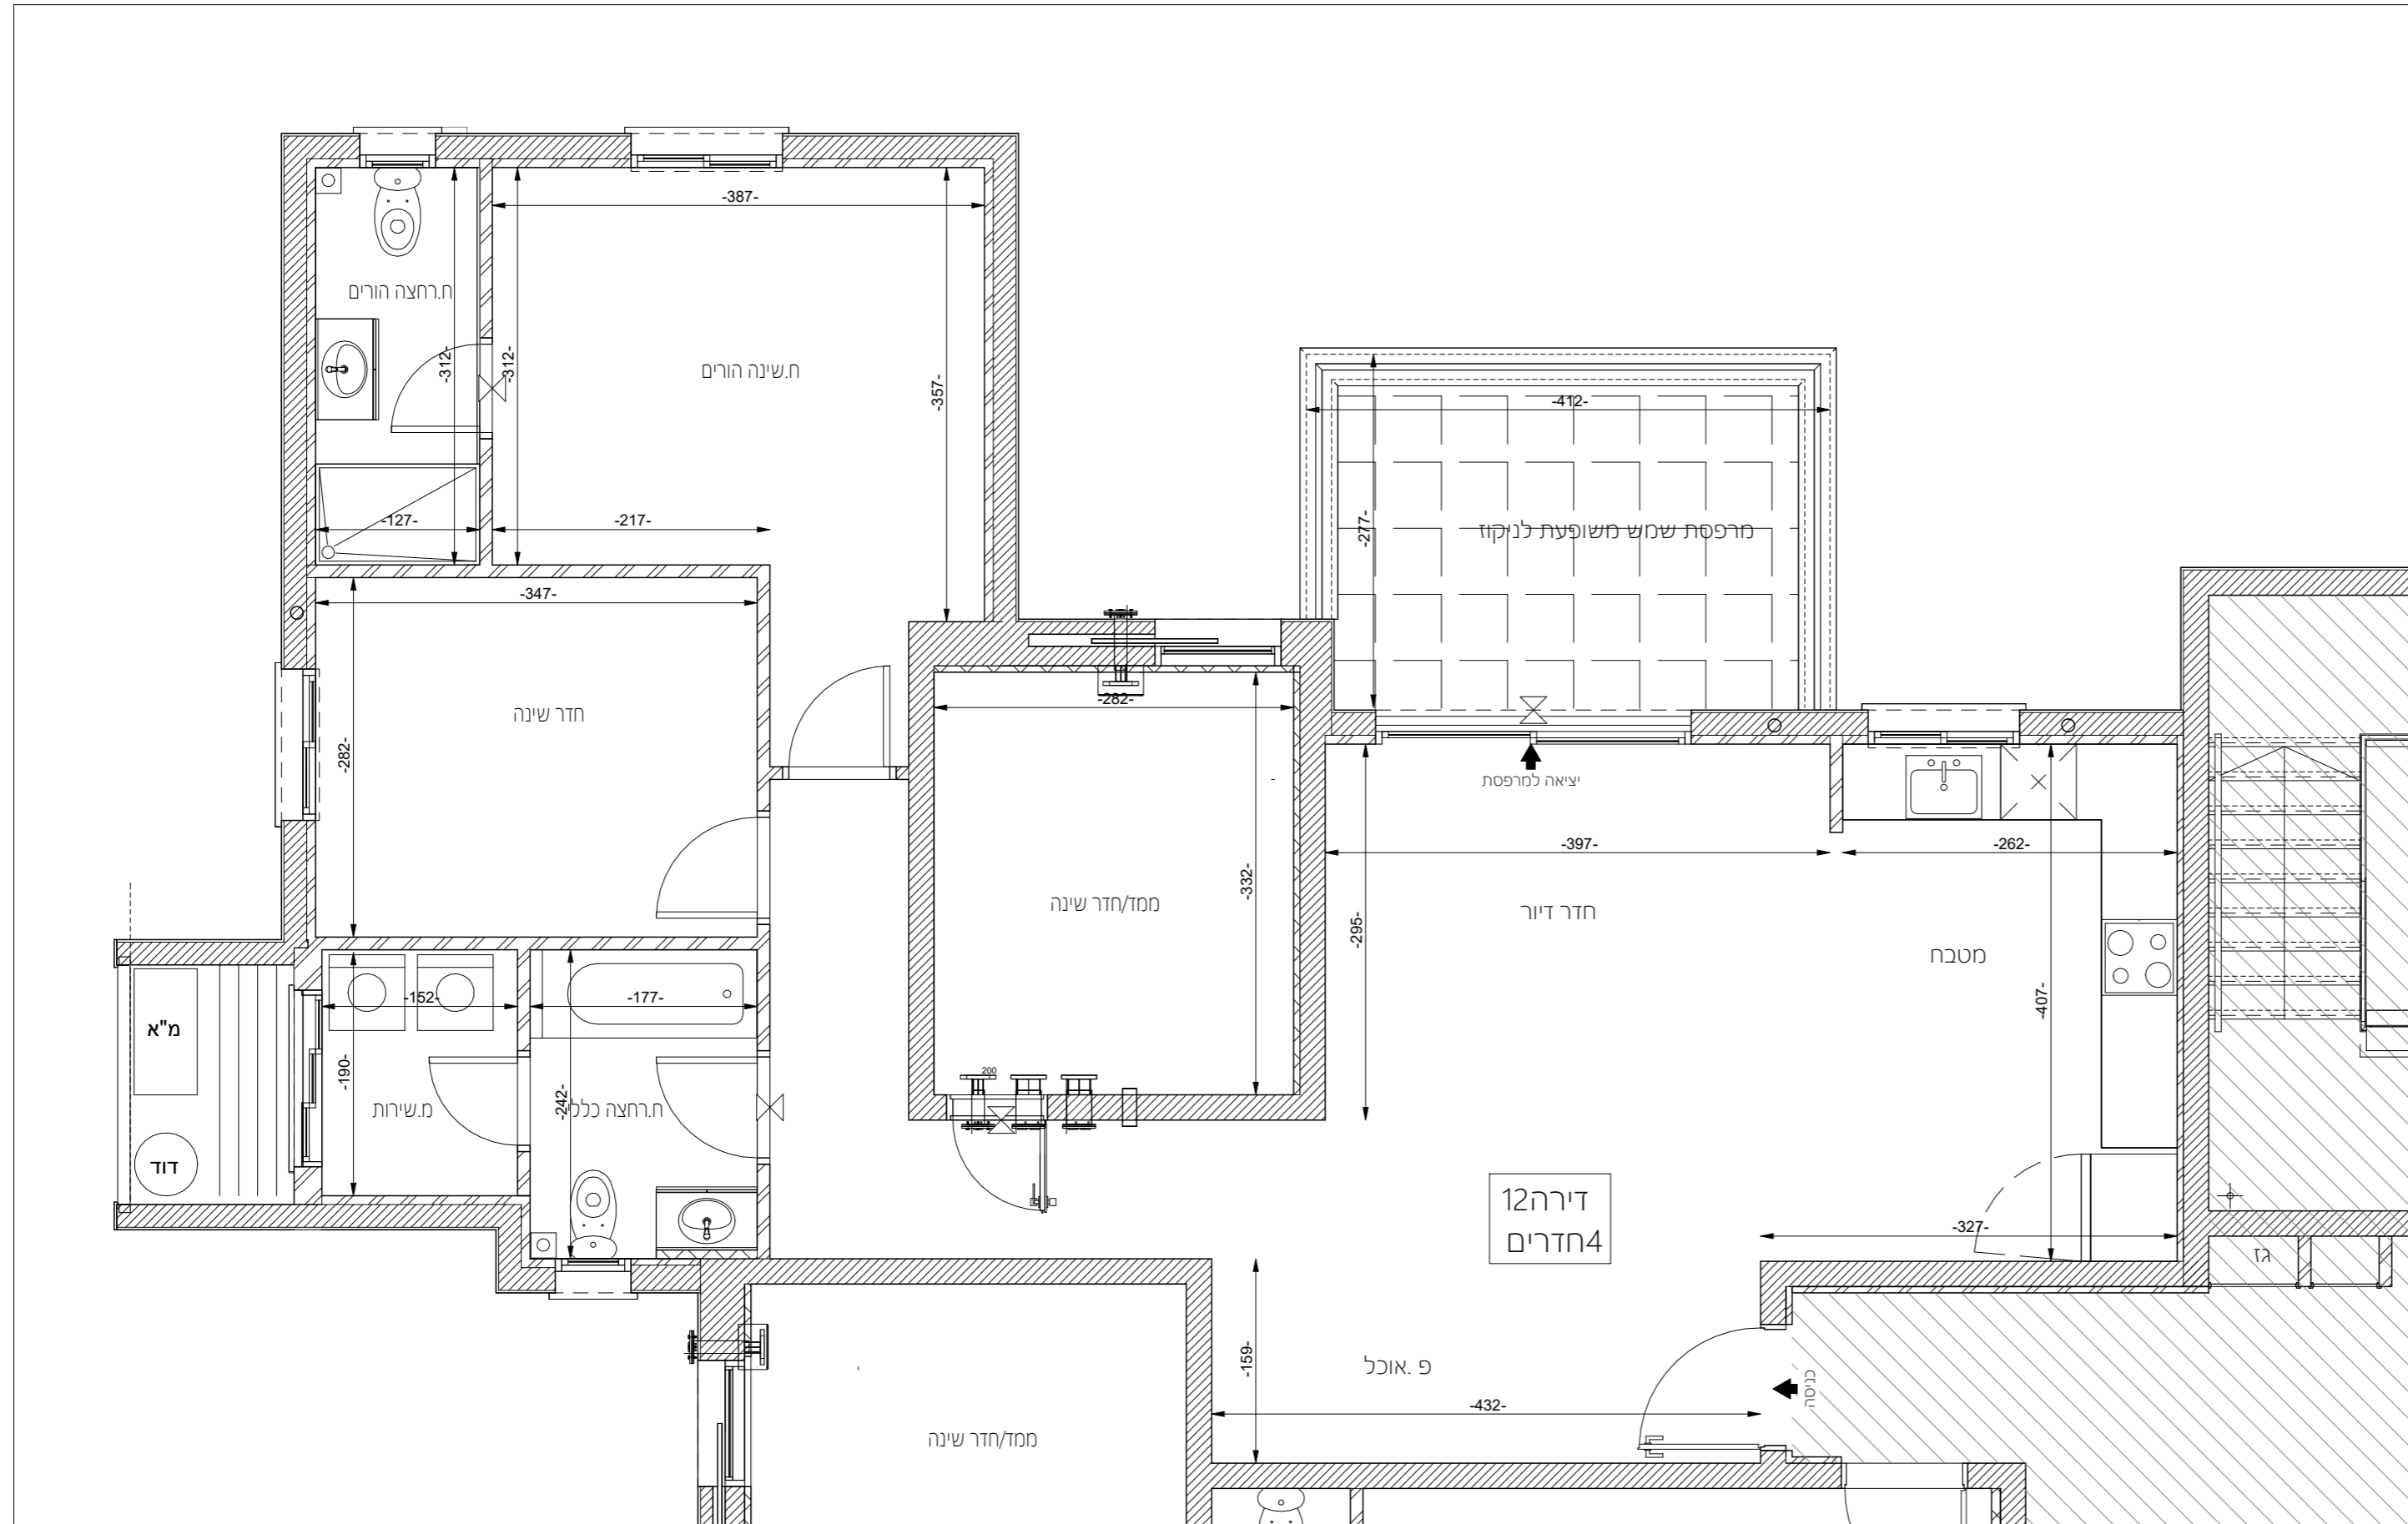 -387-
ח.רחצה הורים
-312-
-312-
ח.שינה הורים
-357-
-412-
-127-
-217-
-277-
מרפסת שמש משופעת לניקוז
-347-
-282-
חדר שינה
-282-
יציאה למרפסת
-397-
-262-
-332-
ממד/חדר שינה
-295-
חדר דיור
מטבח
-407-
-152-
-177-
מ"א
-190-
200
-242-
מ.שירות
ח.רחצה כללי
דוד
דירה12
4חדרים
-327-
גז
-159-
פ .אוכל
כניסה
-432-
ממד/חדר שינה